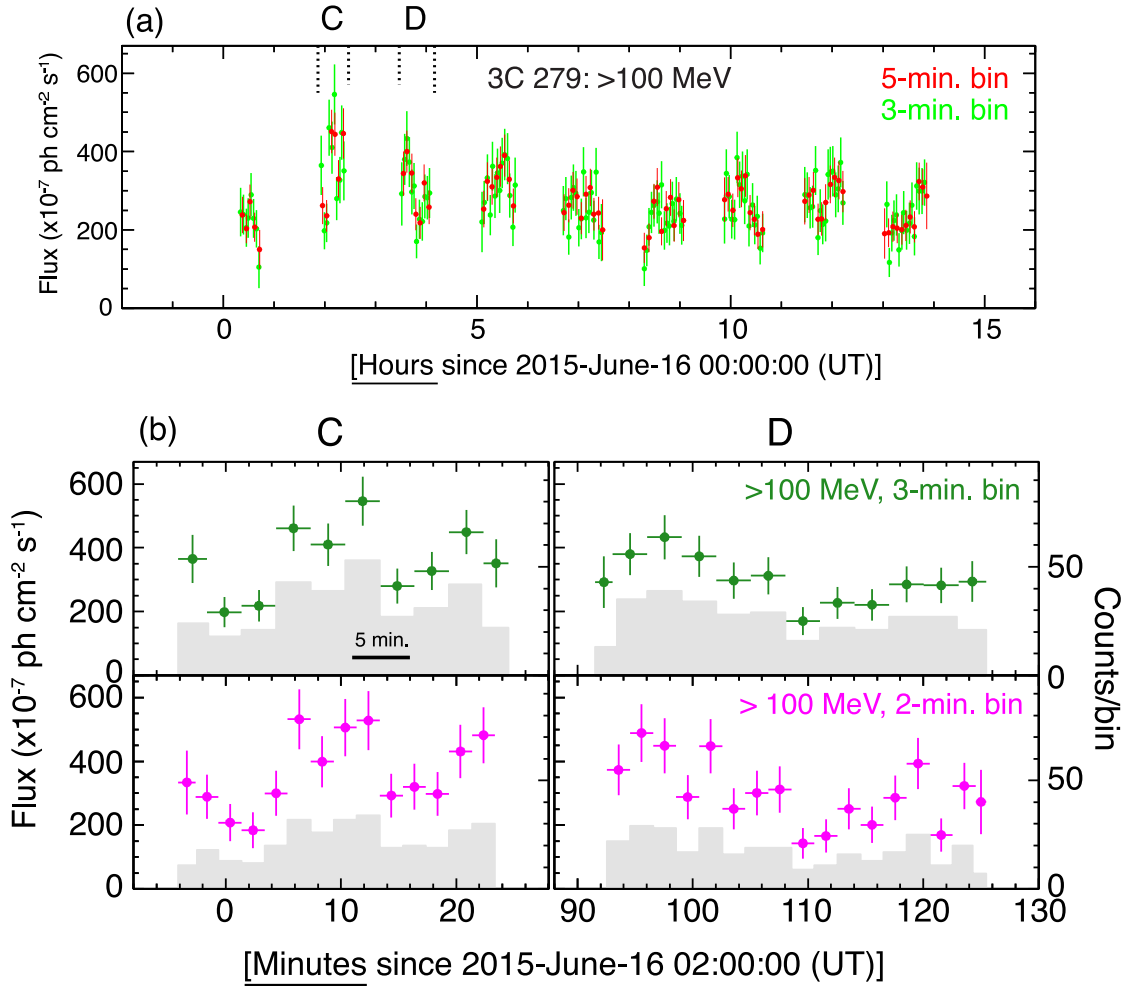 (a)
C D
3C 279: >100 MeV
5-min. bin
3-min. bin
Flux (x10-7 ph cm-2 s-1)
600
400
200
0
0 5 10 15
[Hours since 2015-June-16 00:00:00 (UT)]
(b)
C D
>100 MeV, 3-min. bin
600
400
200
0
5 min.
50
0
> 100 MeV, 2-min. bin
600
400
200
0
50
0
Flux (x10-7 ph cm-2 s-1)
Counts/bin
0 10 20
90 100 110 120 130
[Minutes since 2015-June-16 02:00:00 (UT)]